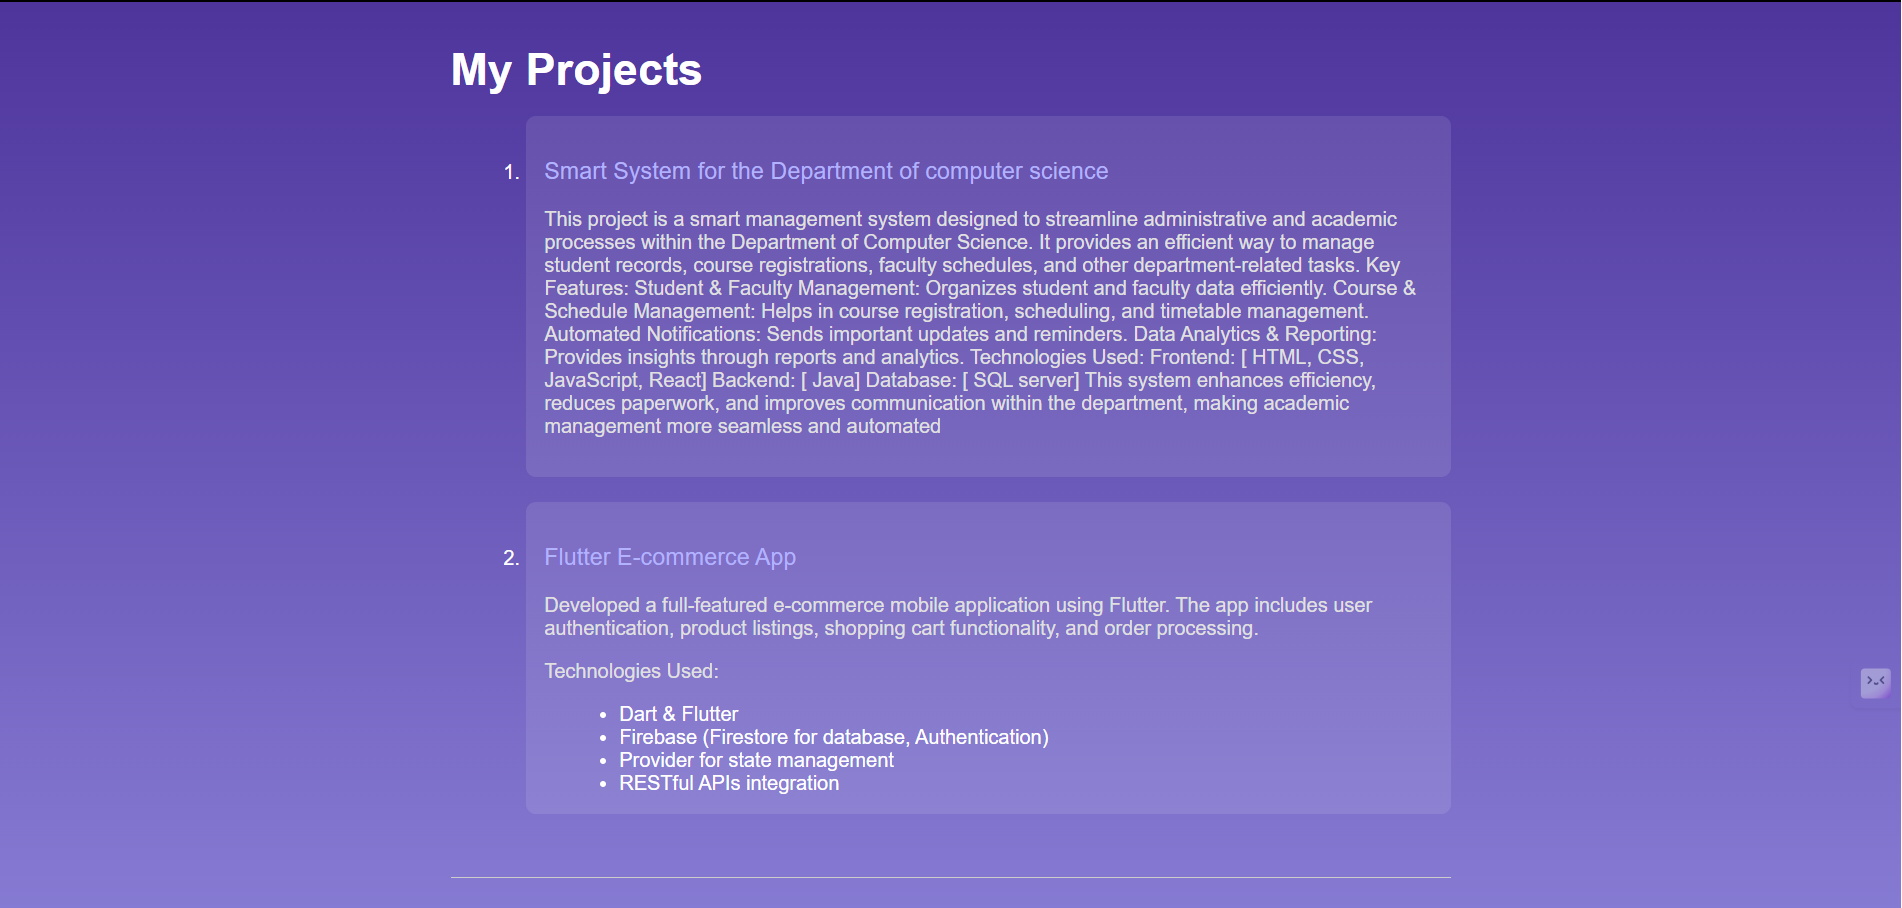 My Projects
1. Smart System for the Department of computer science
This project is a smart management system designed to streamline administrative and academic
processes within the Department of Computer Science. It provides an efficient way to manage
student records, course registrations, faculty schedules, and other department-related tasks. Key
Features: Student & Faculty Management: Organizes student and faculty data efficiently. Course &
Schedule Management: Helps in course registration, scheduling, and timetable management.
Automated Notifications: Sends important updates and reminders. Data Analytics & Reporting:
Provides insights through reports and analytics. Technologies Used: Frontend: [ HTML, CSS,
JavaScript, React] Backend: [ Java] Database: [ SQL server] This system enhances efficiency,
reduces paperwork, and improves communication within the department, making academic
management more seamless and automated
2. Flutter E-commerce App
Developed a full-featured e-commerce mobile application using Flutter. The app includes user
authentication, product listings, shopping cart functionality, and order processing.
Technologies Used:
• Dart & Flutter
• Firebase (Firestore for database, Authentication)
• Provider for state management
• RESTful APIs integration